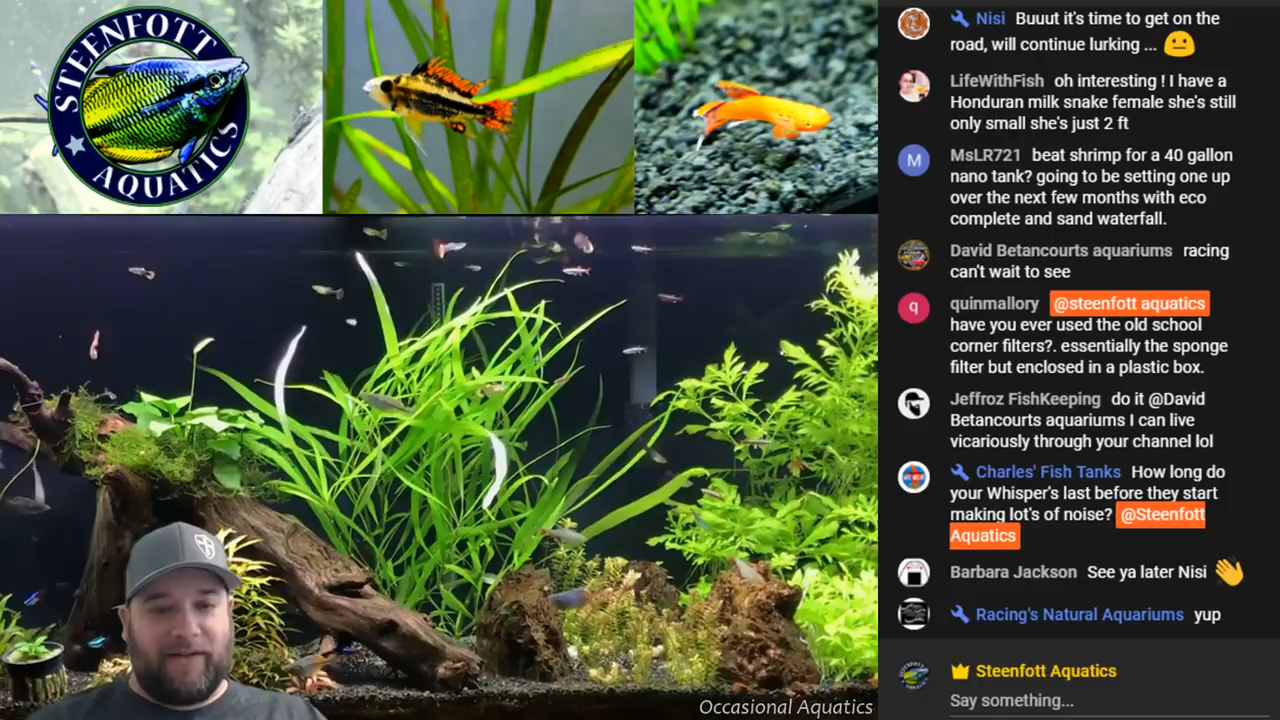 STEENFOTT
AQUATICS
Nisi Buuut it's time to get on the
road, will continue lurking ...
LifeWithFish oh interesting ! I have a
Honduran milk snake female she's still
only small she's just 2 ft
M
MsLR721 beat shrimp for a 40 gallon
nano tank? going to be setting one up
over the next few months with eco
complete and sand waterfall.
David Betancourts aquariums racing
can't wait to see
q
quinmallory @steenfott aquatics
have you ever used the old school
corner filters?. essentially the sponge
filter but enclosed in a plastic box.
Jeffroz FishKeeping do it @David
Betancourts aquariums I can live
vicariously through your channel lol
Charles' Fish Tanks How long do
your Whisper's last before they start
making lot's of noise? @Steenfott
Aquatics
Barbara Jackson See ya later Nisi
Racing's Natural Aquariums yup
Steenfott Aquatics
Say something...
Occasional Aquatics